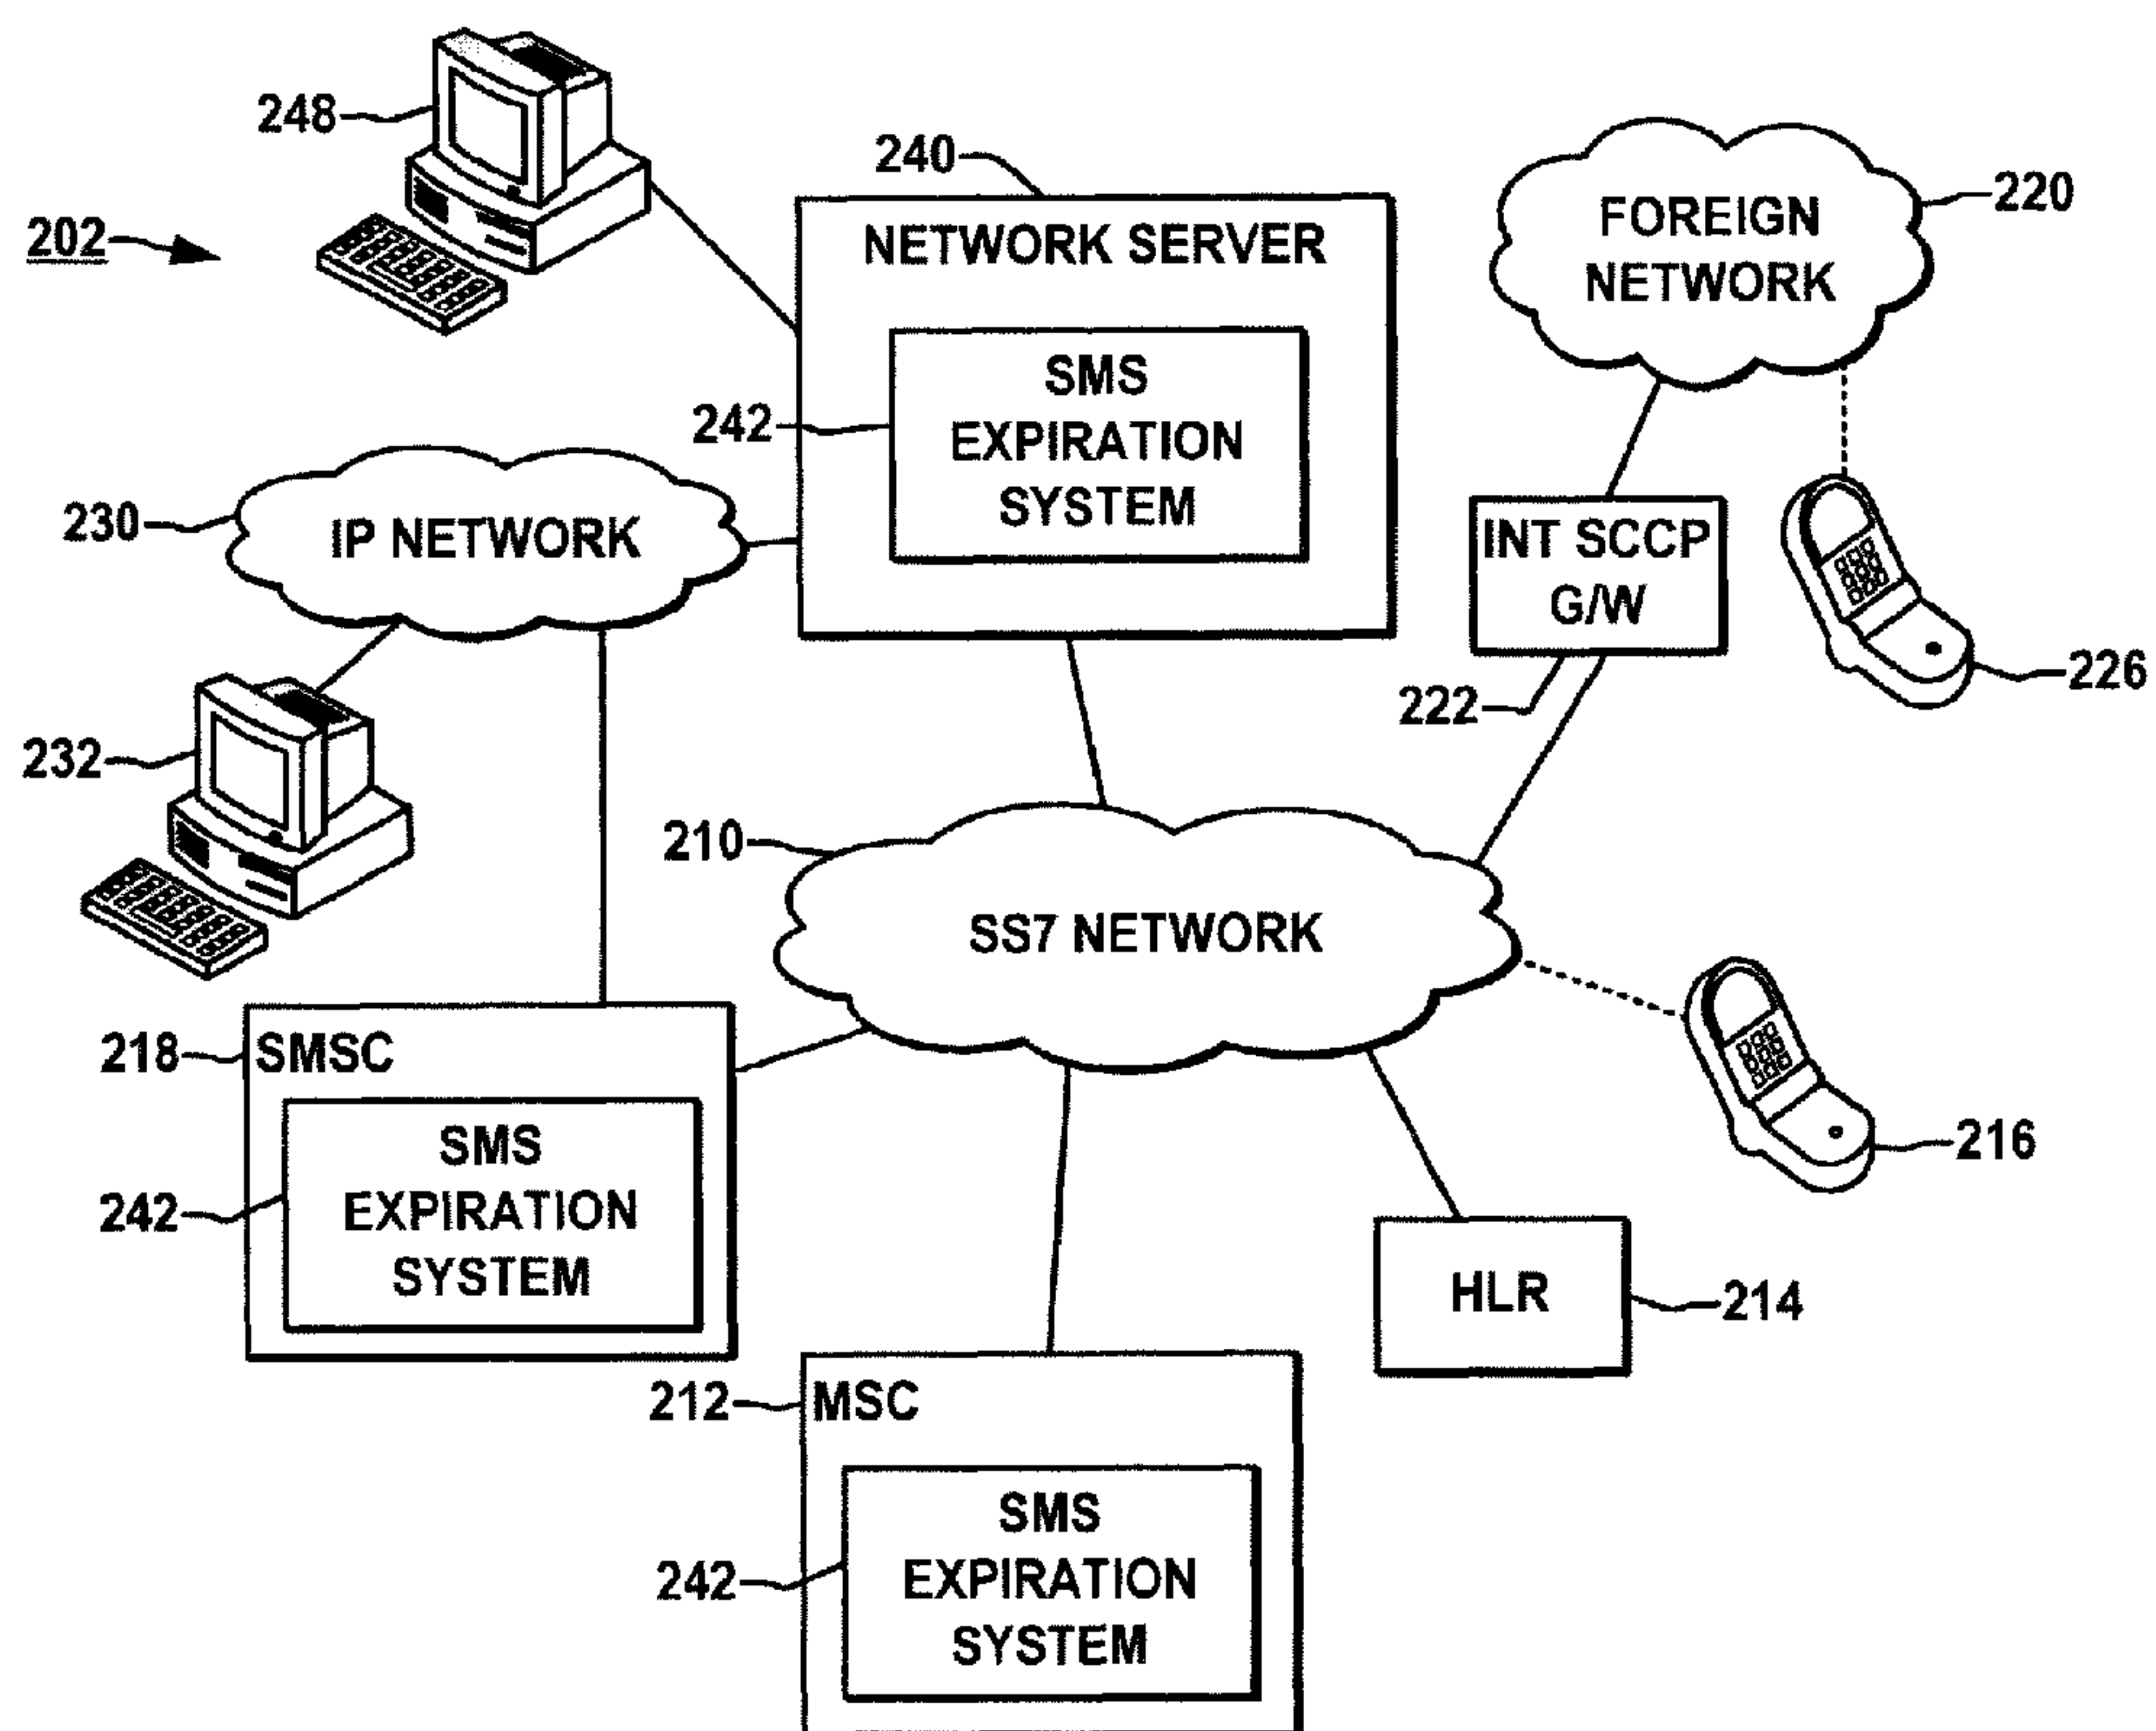 248
240
202
NETWORK SERVER
FOREIGN
NETWORK
220
SMS
EXPIRATION
SYSTEM
242
230
IP NETWORK
INT SCCP
G/W
222
226
232
210
SS7 NETWORK
218
SMSC
SMS
EXPIRATION
SYSTEM
242
216
HLR
214
212
MSC
SMS
EXPIRATION
SYSTEM
242